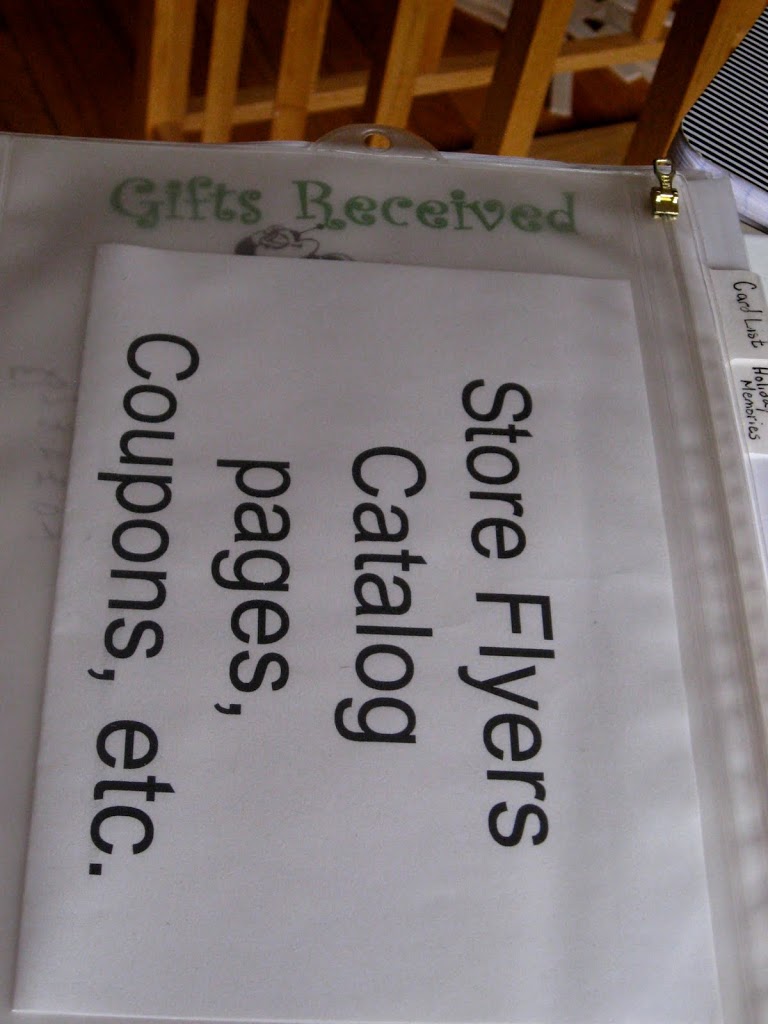 Gifts Received
Store Flyers
Catalog
pages,
Coupons, etc.
Card List
Holiday
Memories